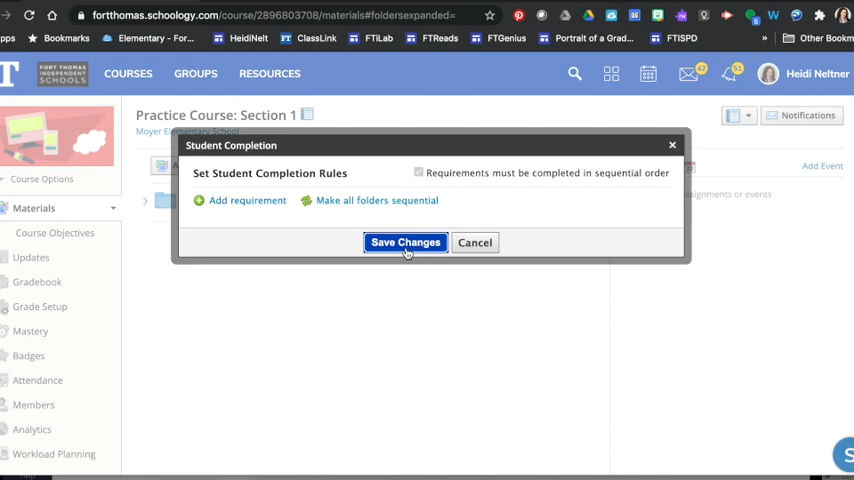 fortthomas.schoology.com/course/2896803708/materials#foldersexpanded=
pps Bookmarks Elementary - For... HeidiNelt ClassLink FTiLab FTReads FTGenius Portrait of a Grad... FTISPD » Other Bookm
T FORT THOMAS INDEPENDENT SCHOOLS COURSES GROUPS RESOURCES 42 51 Heidi Neltner
Practice Course: Section 1
Notifications
Moyer Elementary School
Student Completion
Set Student Completion Rules
Requirements must be completed in sequential order
Add Event
Course Options
ssignments or events
Add requirement
Make all folders sequential
Materials
Course Objectives
Save Changes
Cancel
Updates
Gradebook
Grade Setup
Mastery
Badges
Attendance
Members
Analytics
Workload Planning
S